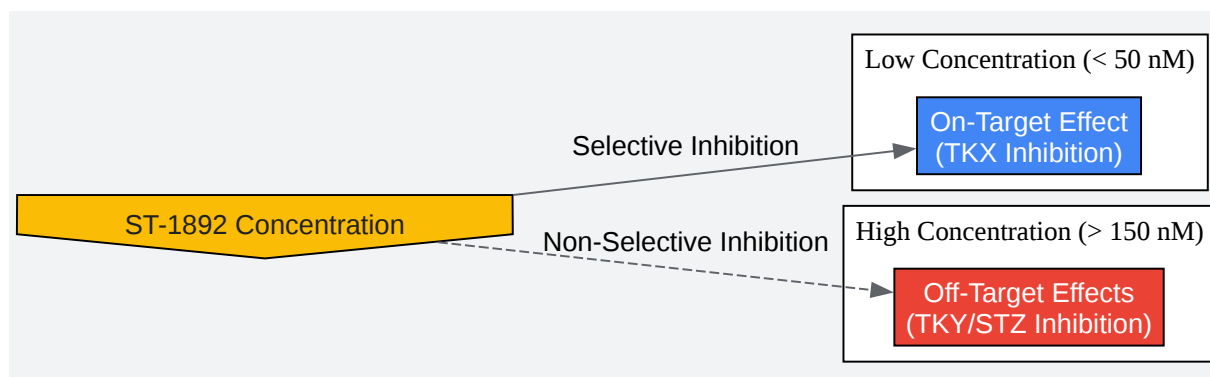 Low Concentration (< 50 nM)
On-Target Effect
(TKX Inhibition)
Selective Inhibition
ST-1892 Concentration
Non-Selective Inhibition
High Concentration (> 150 nM)
Off-Target Effects
(TKY/STZ Inhibition)